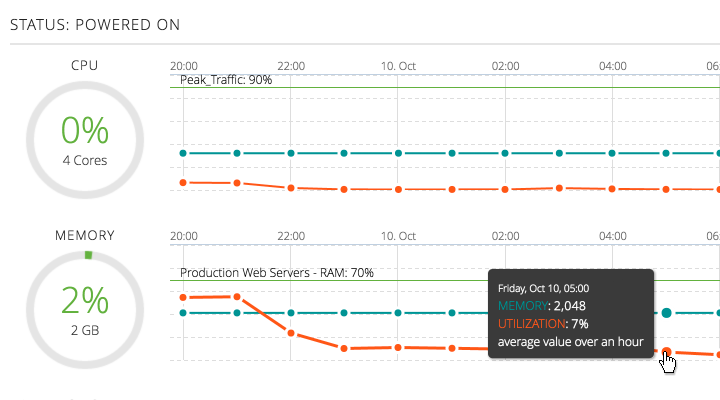 STATUS: POWERED ON
CPU
20:00 22:00 10. Oct 02:00 04:00 06:
Peak_Traffic: 90%
0%
4 Cores
MEMORY
20:00 22:00 10. Oct 02:00 04:00 06:
Production Web Servers - RAM: 70%
2%
2 GB
Friday, Oct 10, 05:00
MEMORY: 2,048
UTILIZATION: 7%
average value over an hour